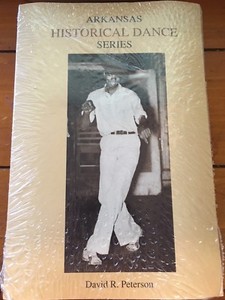 ARKANSAS
HISTORICAL DANCE
SERIES
David R. Peterson